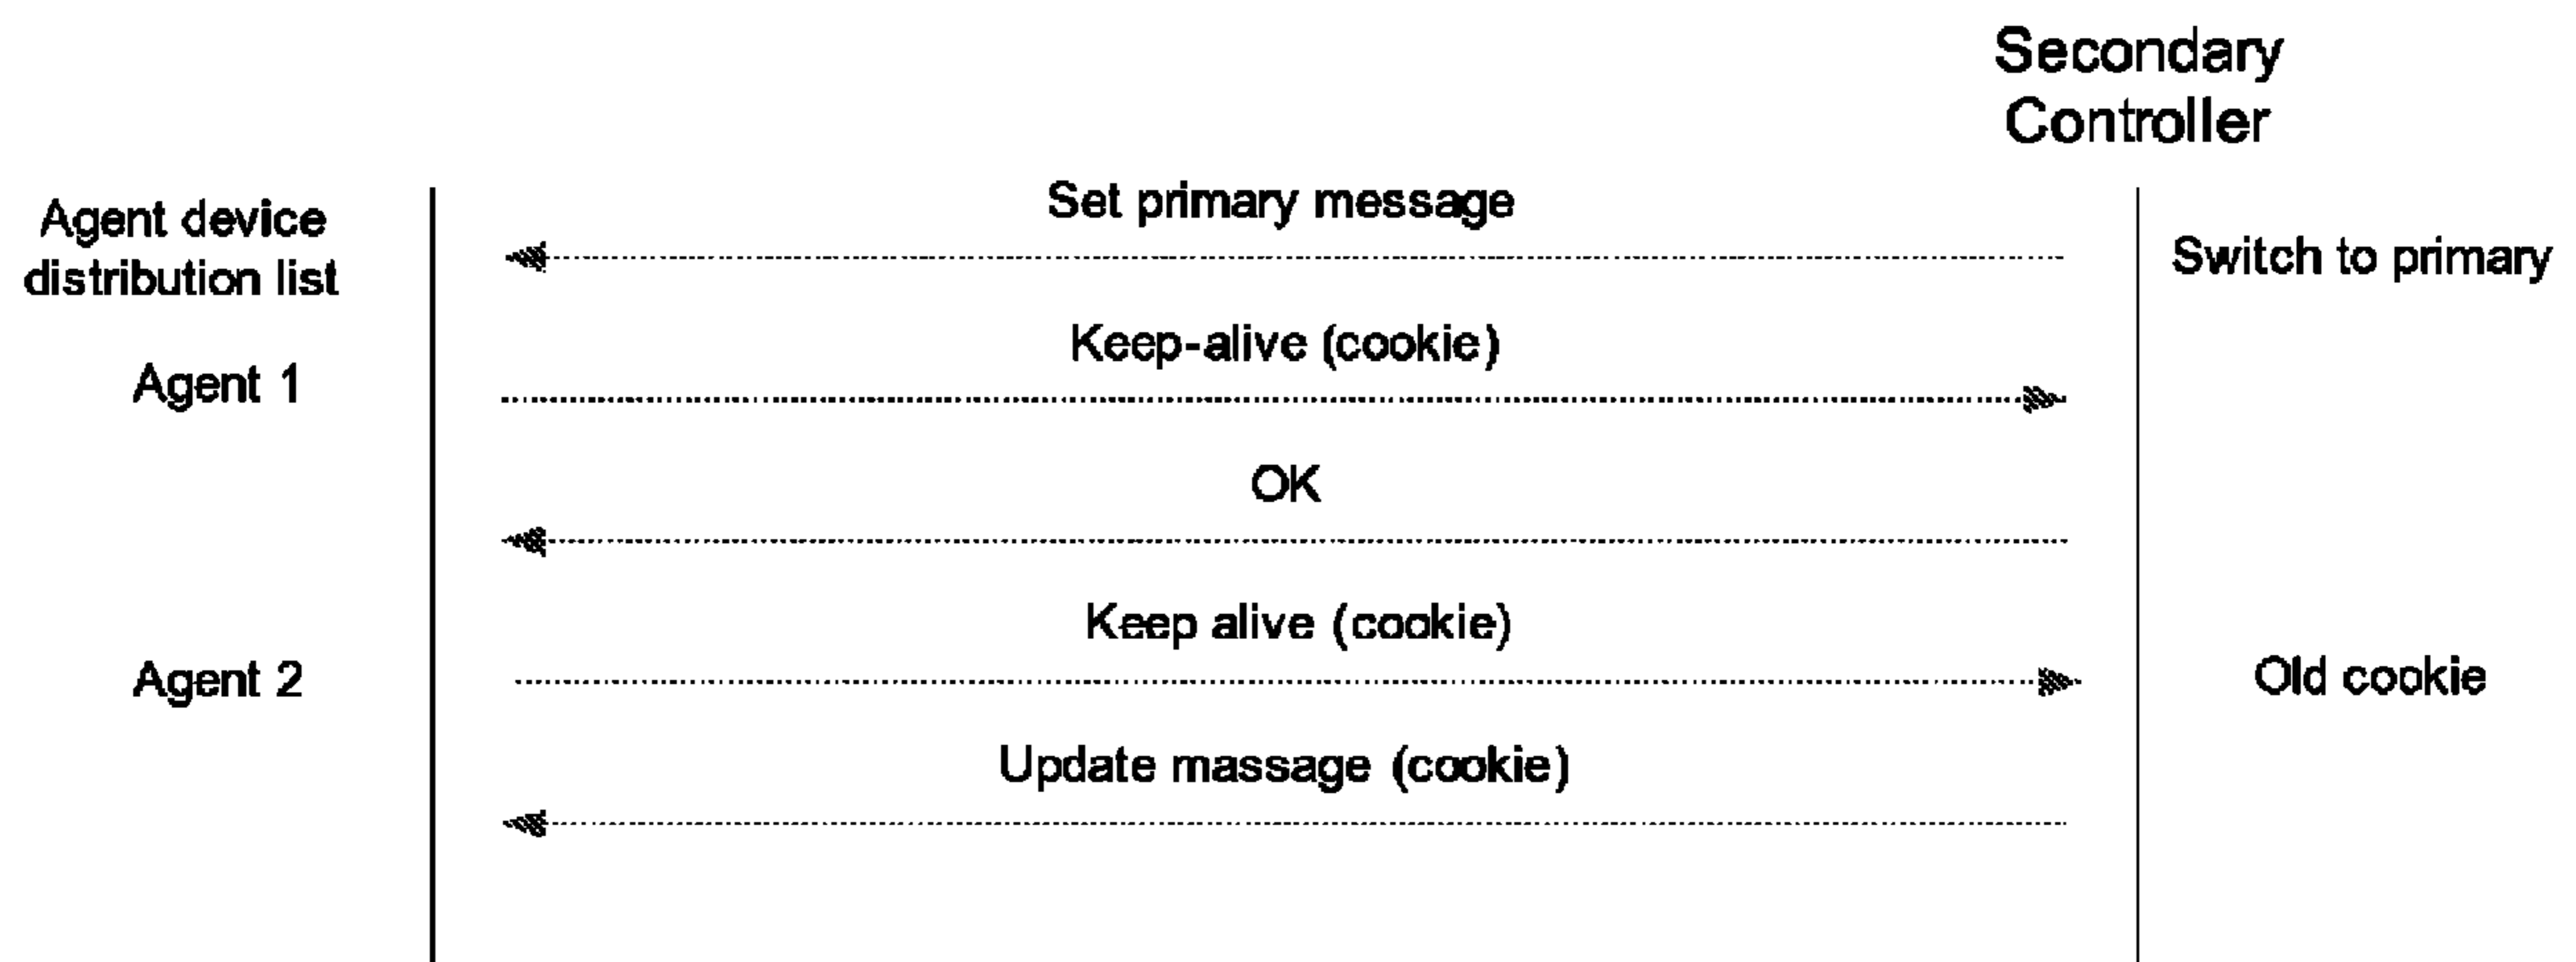 Secondary
Controller
Set primary message
Agent device
distribution list
Switch to primary
Keep-alive (cookie)
Agent 1
OK
Keep alive (cookie)
Agent 2
Old cookie
Update massage (cookie)